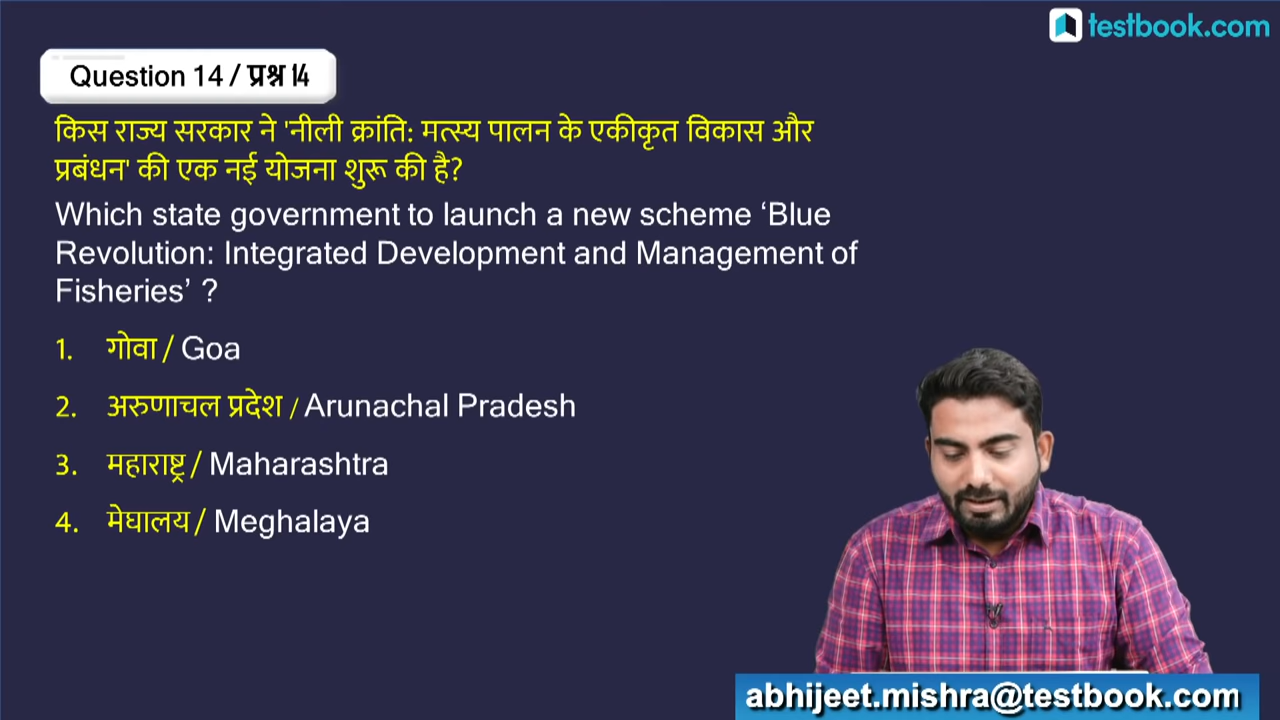 testbook.com
Question 14 / प्रश्न 14
किस राज्य सरकार ने 'नीली क्रांति: मत्स्य पालन के एकीकृत विकास और
प्रबंधन' की एक नई योजना शुरू की है?
Which state government to launch a new scheme ‘Blue
Revolution: Integrated Development and Management of
Fisheries’ ?
1. गोवा / Goa
2. अरुणाचल प्रदेश / Arunachal Pradesh
3. महाराष्ट्र / Maharashtra
4. मेघालय / Meghalaya
abhijeet.mishra@testbook.com